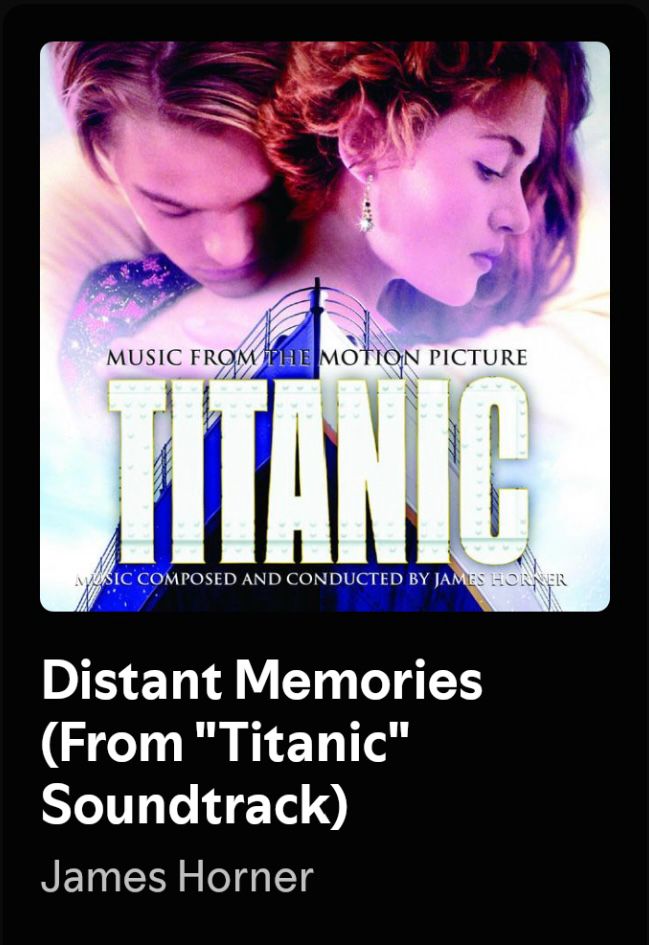 MUSIC FROM THE MOTION PICTURE
TITANIC
MUSIC COMPOSED AND CONDUCTED BY JAMES HORNER
Distant Memories
(From "Titanic"
Soundtrack)
James Horner